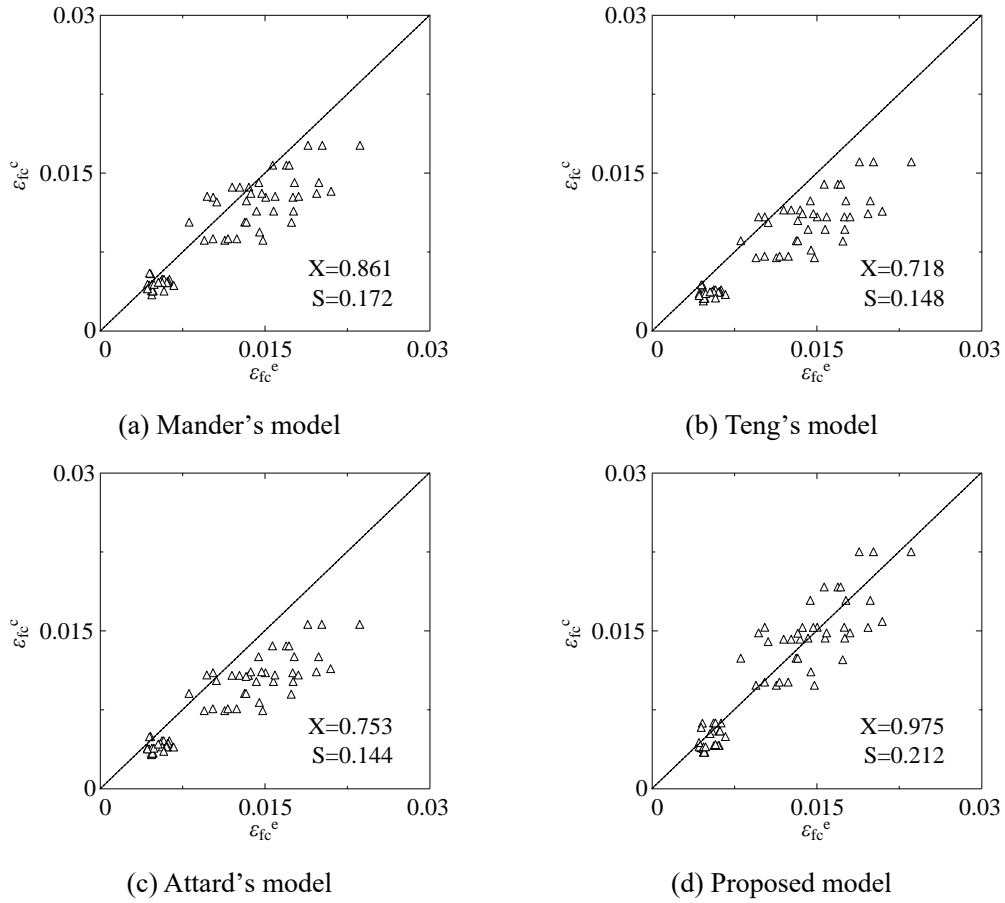 0.03
0.03
ε_fc^c
0.015
ε_fc^c
0.015
X=0.861
X=0.718
S=0.172
S=0.148
0
0
0
0.015
0.03
0
0.015
0.03
ε_fc^e
ε_fc^e
(a) Mander’s model
(b) Teng’s model
0.03
0.03
ε_fc^c
0.015
ε_fc^c
0.015
X=0.753
X=0.975
S=0.144
S=0.212
0
0
0
0.015
0.03
0
0.015
0.03
ε_fc^e
ε_fc^e
(c) Attard’s model
(d) Proposed model